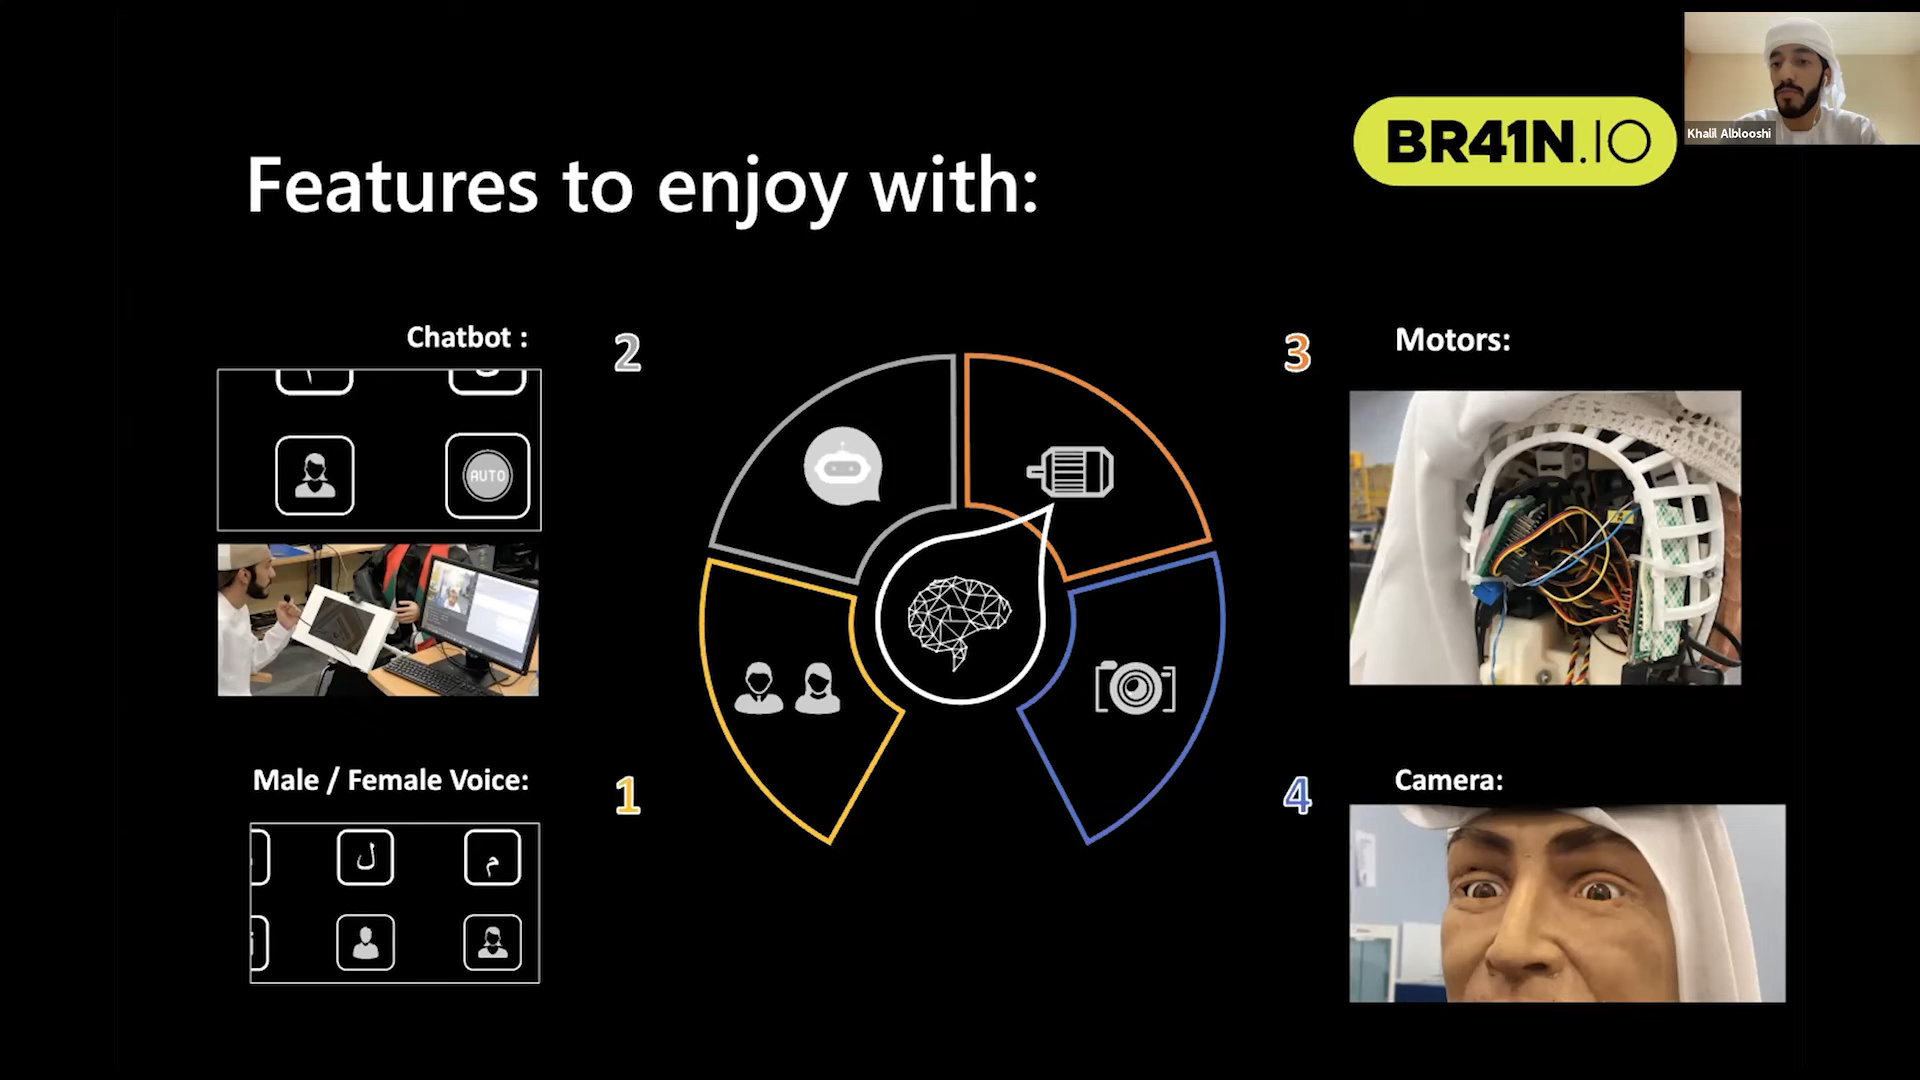 BR41N.IO
Khalil Alblooshi
Features to enjoy with:
Chatbot :
2
3
Motors:
AUTO
Male / Female Voice:
1
4
Camera:
ل
م